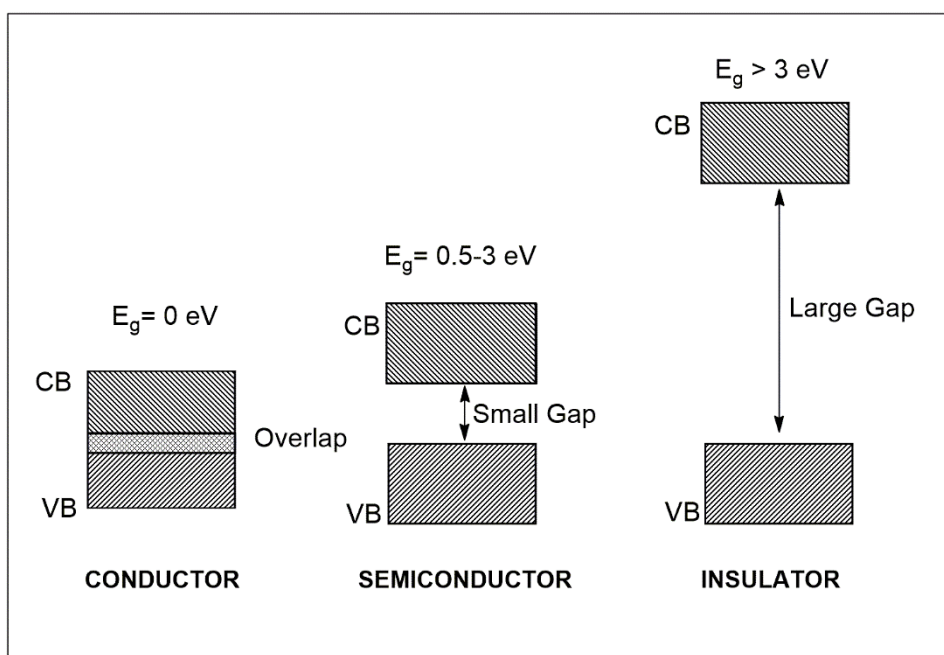 E_g = 0 eV
CB
Overlap
VB
CONDUCTOR
E_g = 0.5-3 eV
CB
Small Gap
VB
SEMICONDUCTOR
E_g > 3 eV
CB
Large Gap
VB
INSULATOR